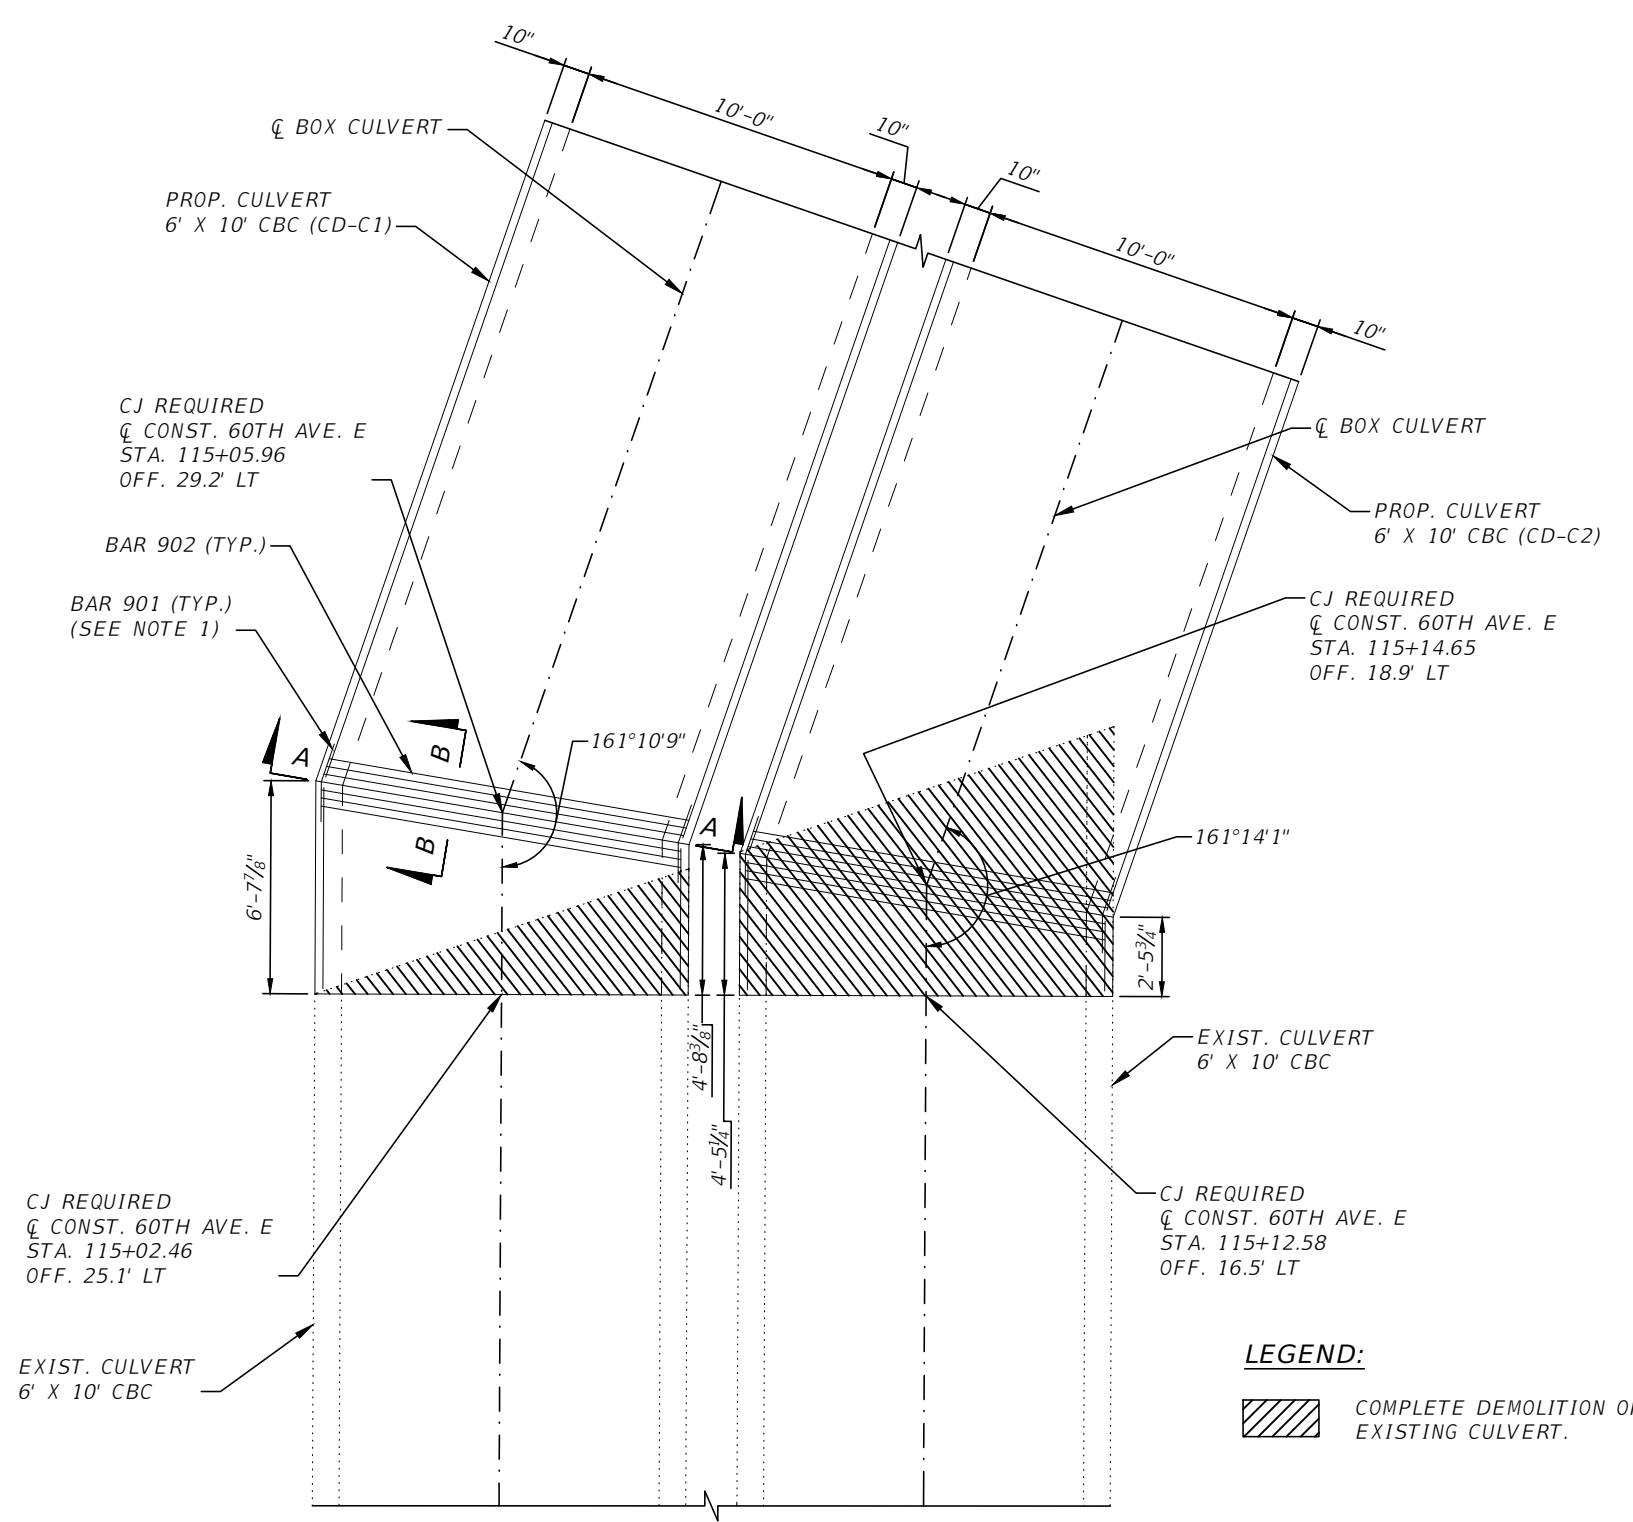 10"
10'-0"
10"
10"
10'-0"
10"
℄ BOX CULVERT
PROP. CULVERT
6' X 10' CBC (CD-C1)
CJ REQUIRED
℄ CONST. 60TH AVE. E
STA. 115+05.96
OFF. 29.2' LT
BAR 902 (TYP.)
BAR 901 (TYP.)
(SEE NOTE 1)
℄ BOX CULVERT
PROP. CULVERT
6' X 10' CBC (CD-C2)
CJ REQUIRED
℄ CONST. 60TH AVE. E
STA. 115+14.65
OFF. 18.9' LT
A
B
161°10'9"
B
A
161°14'1"
6'-7⅞"
4'-8⅜"
4'-5¼"
2'-5¾"
EXIST. CULVERT
6' X 10' CBC
CJ REQUIRED
℄ CONST. 60TH AVE. E
STA. 115+02.46
OFF. 25.1' LT
CJ REQUIRED
℄ CONST. 60TH AVE. E
STA. 115+12.58
OFF. 16.5' LT
EXIST. CULVERT
6' X 10' CBC
LEGEND:
COMPLETE DEMOLITION
EXISTING CULVERT.